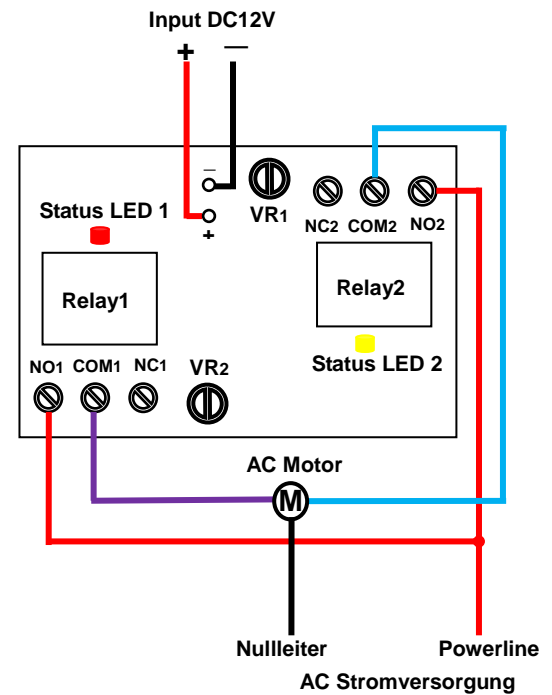 Input DC12V
+ —
−
+
VR1
Status LED 1
NC2 COM2 NO2
Relay1
Relay2
Status LED 2
NO1 COM1 NC1 VR2
AC Motor
M
Nullleiter Powerline
AC Stromversorgung